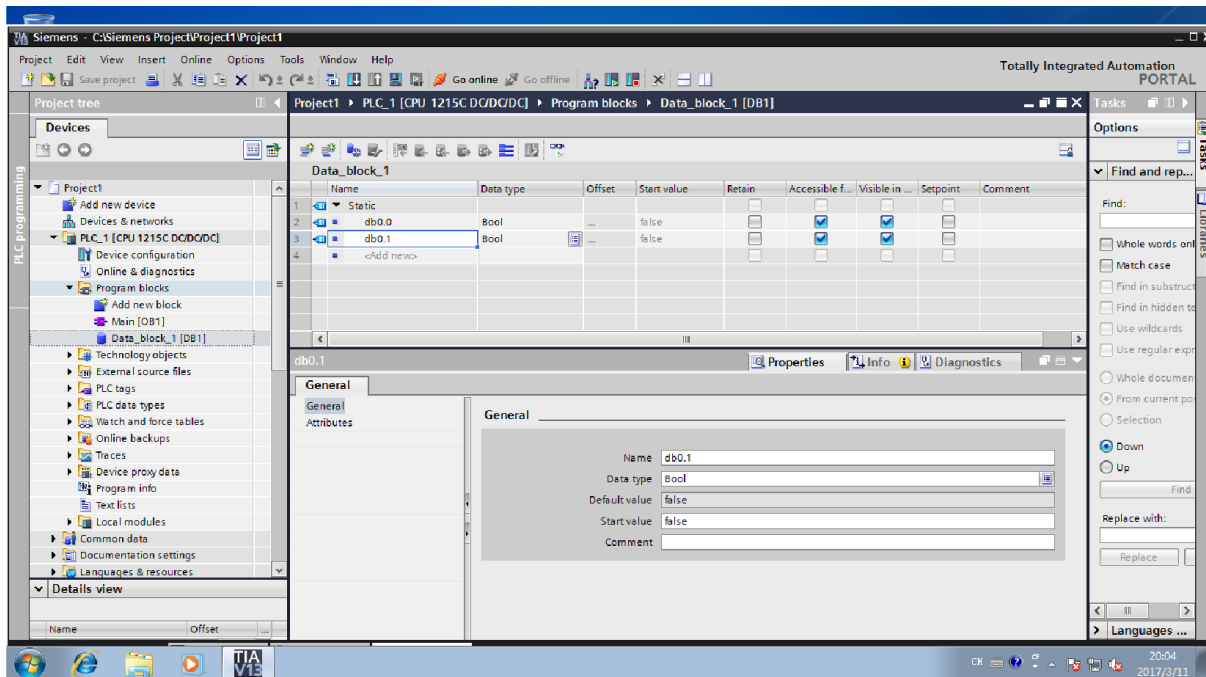 Siemens - C:\Siemens Project\Project1\Project1
Project Edit View Insert Online Options Tools Window Help
Totally Integrated Automation
PORTAL
Save project Go online Go offline
Project tree
Project1 PLC_1 [CPU 1215C DC/DC/DC] Program blocks Data_block_1 [DB1]
Tasks
Devices
Options
Data_block_1
Find and rep...
Name Data type Offset Start value Retain Accessible f... Visible in ... Setpoint Comment
1 Static
2 db0.0 Bool ... false
3 db0.1 Bool ... false
4 <Add new>
Project1
Add new device
Devices & networks
PLC_1 [CPU 1215C DC/DC/DC]
Device configuration
Online & diagnostics
Program blocks
Add new block
Main [OB1]
Data_block_1 [DB1]
Technology objects
External source files
PLC tags
PLC data types
Watch and force tables
Online backups
Traces
Device proxy data
Program info
Text lists
Local modules
Common data
Documentation settings
Languages & resources
Details view
Name Offset ...
PLC programming
db0.1
Properties Info Diagnostics
General
General
Attributes
General
Name db0.1
Data type Bool
Default value false
Start value false
Comment
Find:
Whole words onl
Match case
Find in substruct
Find in hidden te
Use wildcards
Use regular expr
Whole documen
From current pos
Selection
Down
Up
Find
Replace with:
Replace
Languages ...
Tasks
Libraries
TIA
V13
CH
20:04
2017/3/11